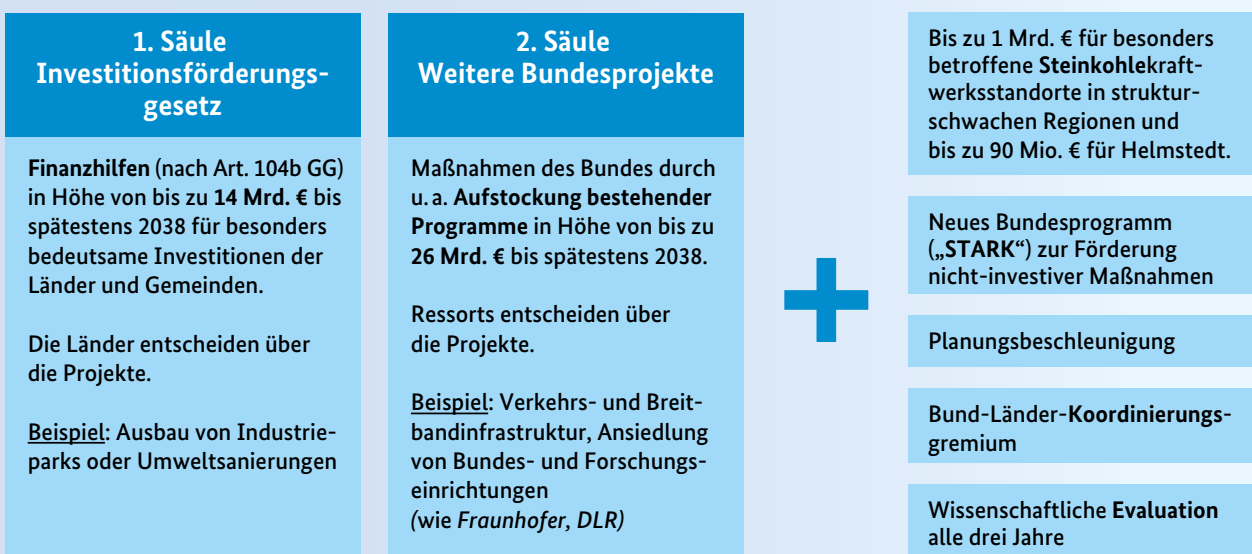 1. Säule
Investitionsförderungs-
gesetz
Finanzhilfen (nach Art. 104b GG)
in Höhe von bis zu 14 Mrd. € bis
spätestens 2038 für besonders
bedeutsame Investitionen der
Länder und Gemeinden.
Die Länder entscheiden über
die Projekte.
Beispiel: Ausbau von Industrie-
parks oder Umweltsanierungen
2. Säule
Weitere Bundesprojekte
Maßnahmen des Bundes durch
u. a. Aufstockung bestehender
Programme in Höhe von bis zu
26 Mrd. € bis spätestens 2038.
Ressorts entscheiden über
die Projekte.
Beispiel: Verkehrs- und Breit-
bandinfrastruktur, Ansiedlung
von Bundes- und Forschungs-
einrichtungen
(wie Fraunhofer, DLR)
+
Bis zu 1 Mrd. € für besonders
betroffene Steinkohlekraft-
werksstandorte in struktur-
schwachen Regionen und
bis zu 90 Mio. € für Helmstedt.
Neues Bundesprogramm
(„STARK“) zur Förderung
nicht-investiver Maßnahmen
Planungsbeschleunigung
Bund-Länder-Koordinierungs-
gremium
Wissenschaftliche Evaluation
alle drei Jahre